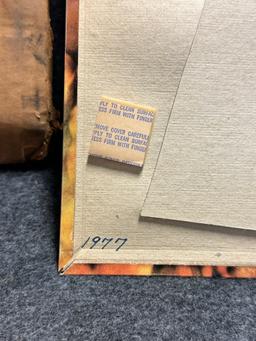 PLY TO CLEAN SURFAC
ESS FIRM WITH FINGER
MOVE COVER CAREFULL
PLY TO CLEAN SURFAC
ESS FIRM WITH FINGER
1977